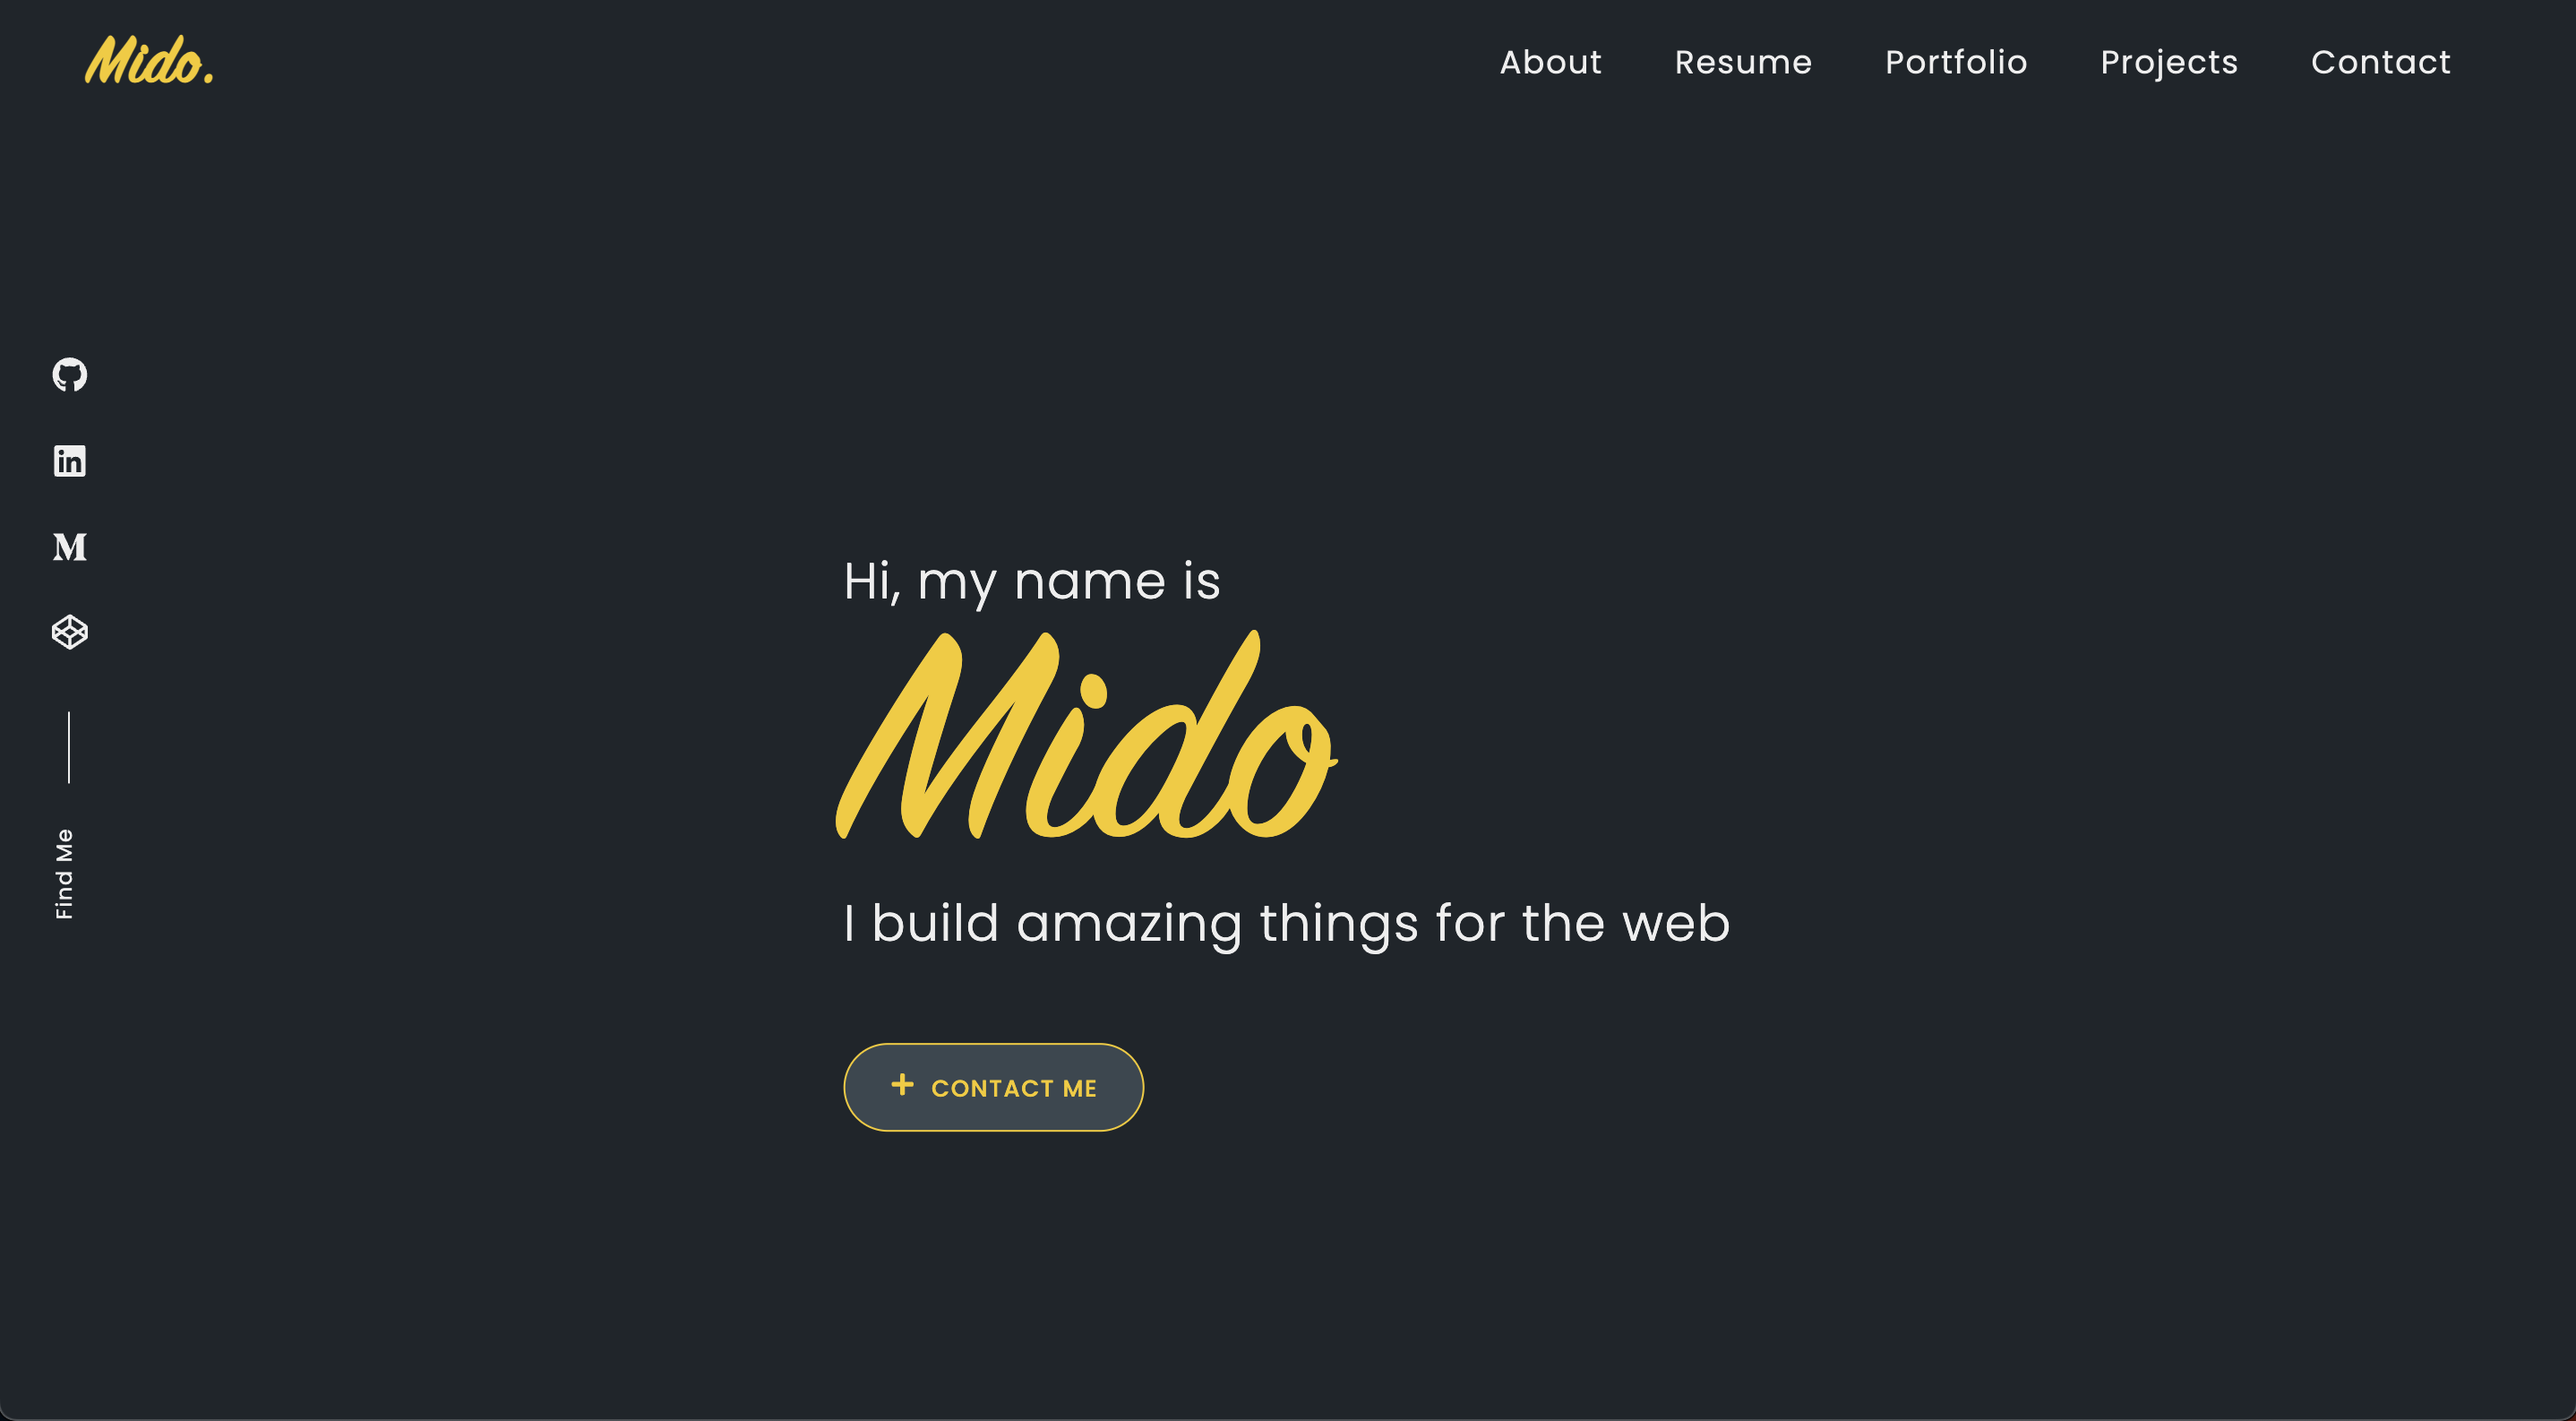 Mido.
About Resume Portfolio Projects Contact
Find Me
Hi, my name is
Mido
I build amazing things for the web
+ CONTACT ME